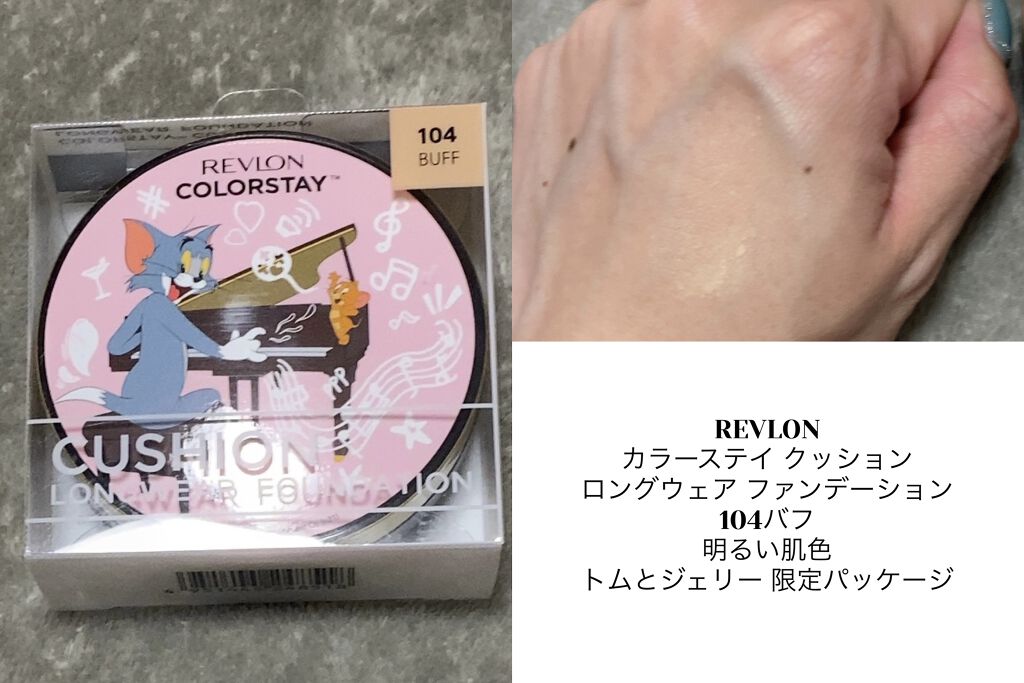 104
BUFF
REVLON
COLORSTAY™
CUSHION
LONGWEAR FOUNDATION
REVLON
カラーステイ クッション
ロングウェア ファンデーション
104バフ
明るい肌色
トムとジェリー 限定パッケージ